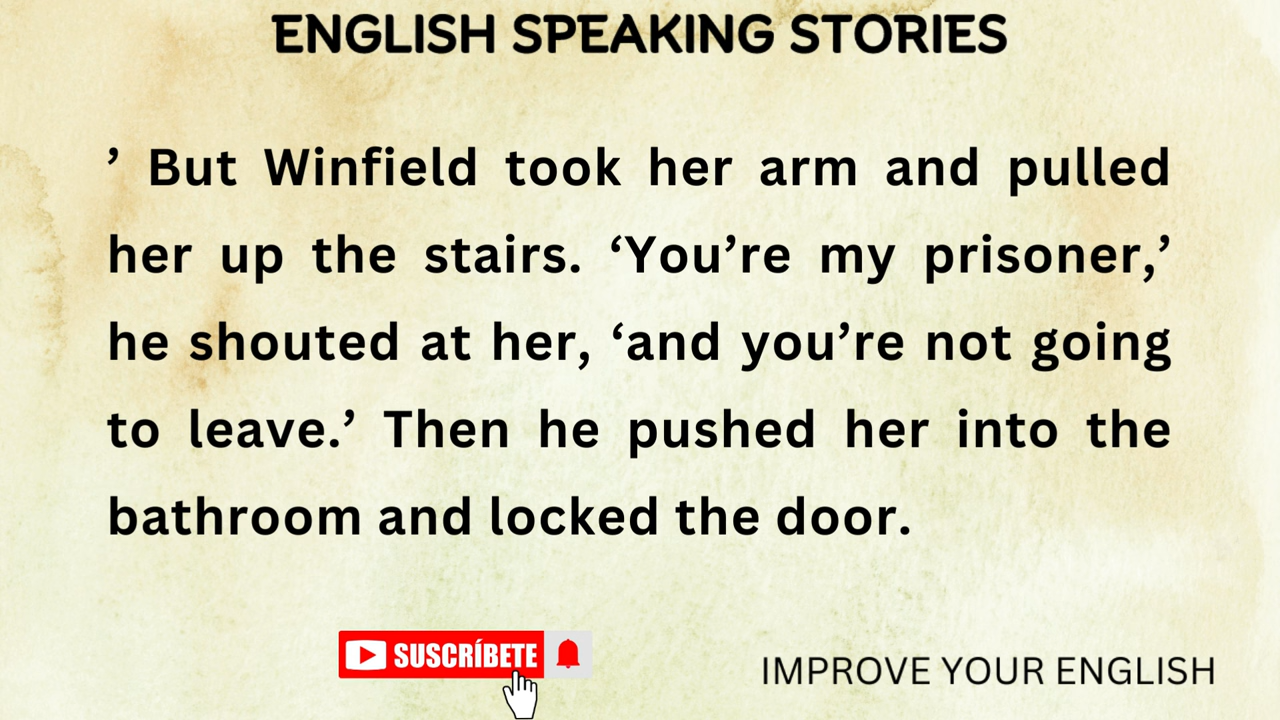 ENGLISH SPEAKING STORIES
’ But Winfield took her arm and pulled
her up the stairs. ‘You’re my prisoner,’
he shouted at her, ‘and you’re not going
to leave.’ Then he pushed her into the
bathroom and locked the door.
SUSCRÍBETE
IMPROVE YOUR ENGLISH